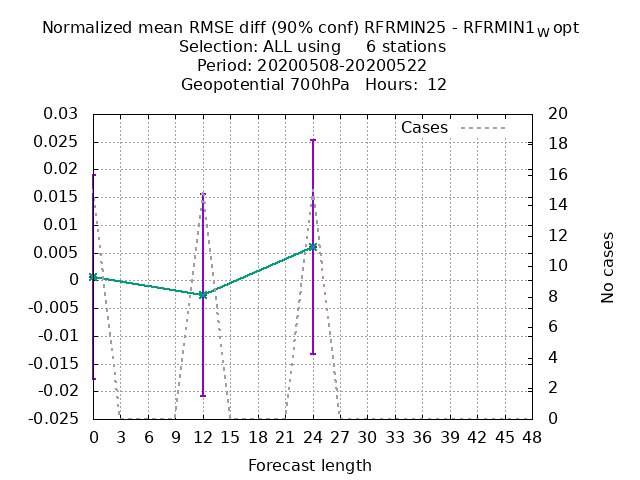 Normalized mean RMSE diff (90% conf) RFRMIN25 - RFRMIN1w opt
Selection: ALL using     6 stations
Period: 20200508-20200522
Geopotential 700hPa   Hours:  12
Cases
0.03
0.025
0.02
0.015
0.01
0.005
0
-0.005
-0.01
-0.015
-0.02
-0.025
20
18
16
14
12
10
8
6
4
2
0
No cases
0 3 6 9 12 15 18 21 24 27 30 33 36 39 42 45 48
Forecast length